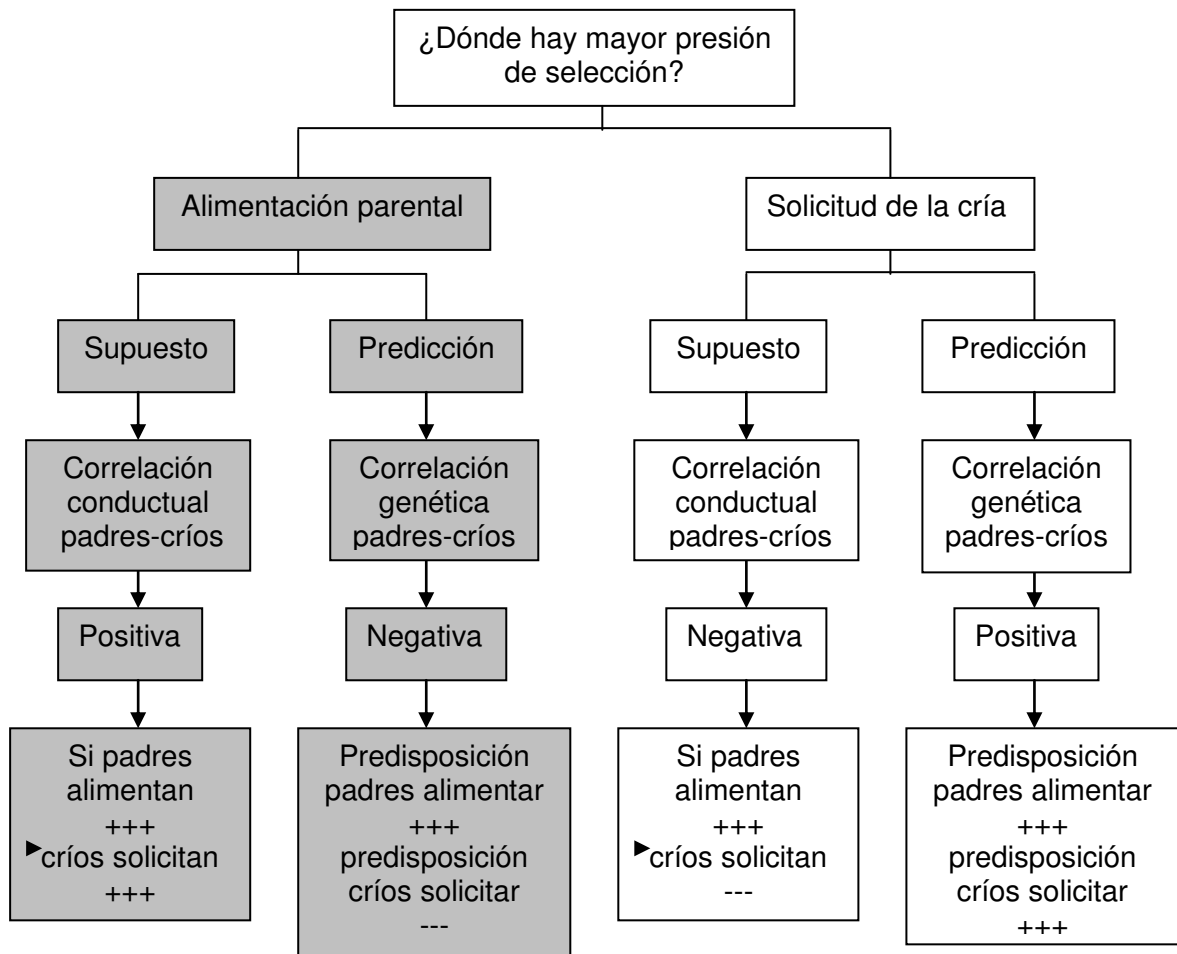 ¿Dónde hay mayor presión
de selección?
Alimentación parental
Solicitud de la cría
Supuesto
Predicción
Supuesto
Predicción
Correlación
conductual
padres-críos
Correlación
genética
padres-críos
Correlación
conductual
padres-críos
Correlación
genética
padres-críos
Positiva
Negativa
Negativa
Positiva
Si padres
alimentan
+++
críos solicitan
+++
Predisposición
padres alimentar
+++
predisposición
críos solicitar
---
Si padres
alimentan
+++
críos solicitan
---
Predisposición
padres alimentar
+++
predisposición
críos solicitar
+++